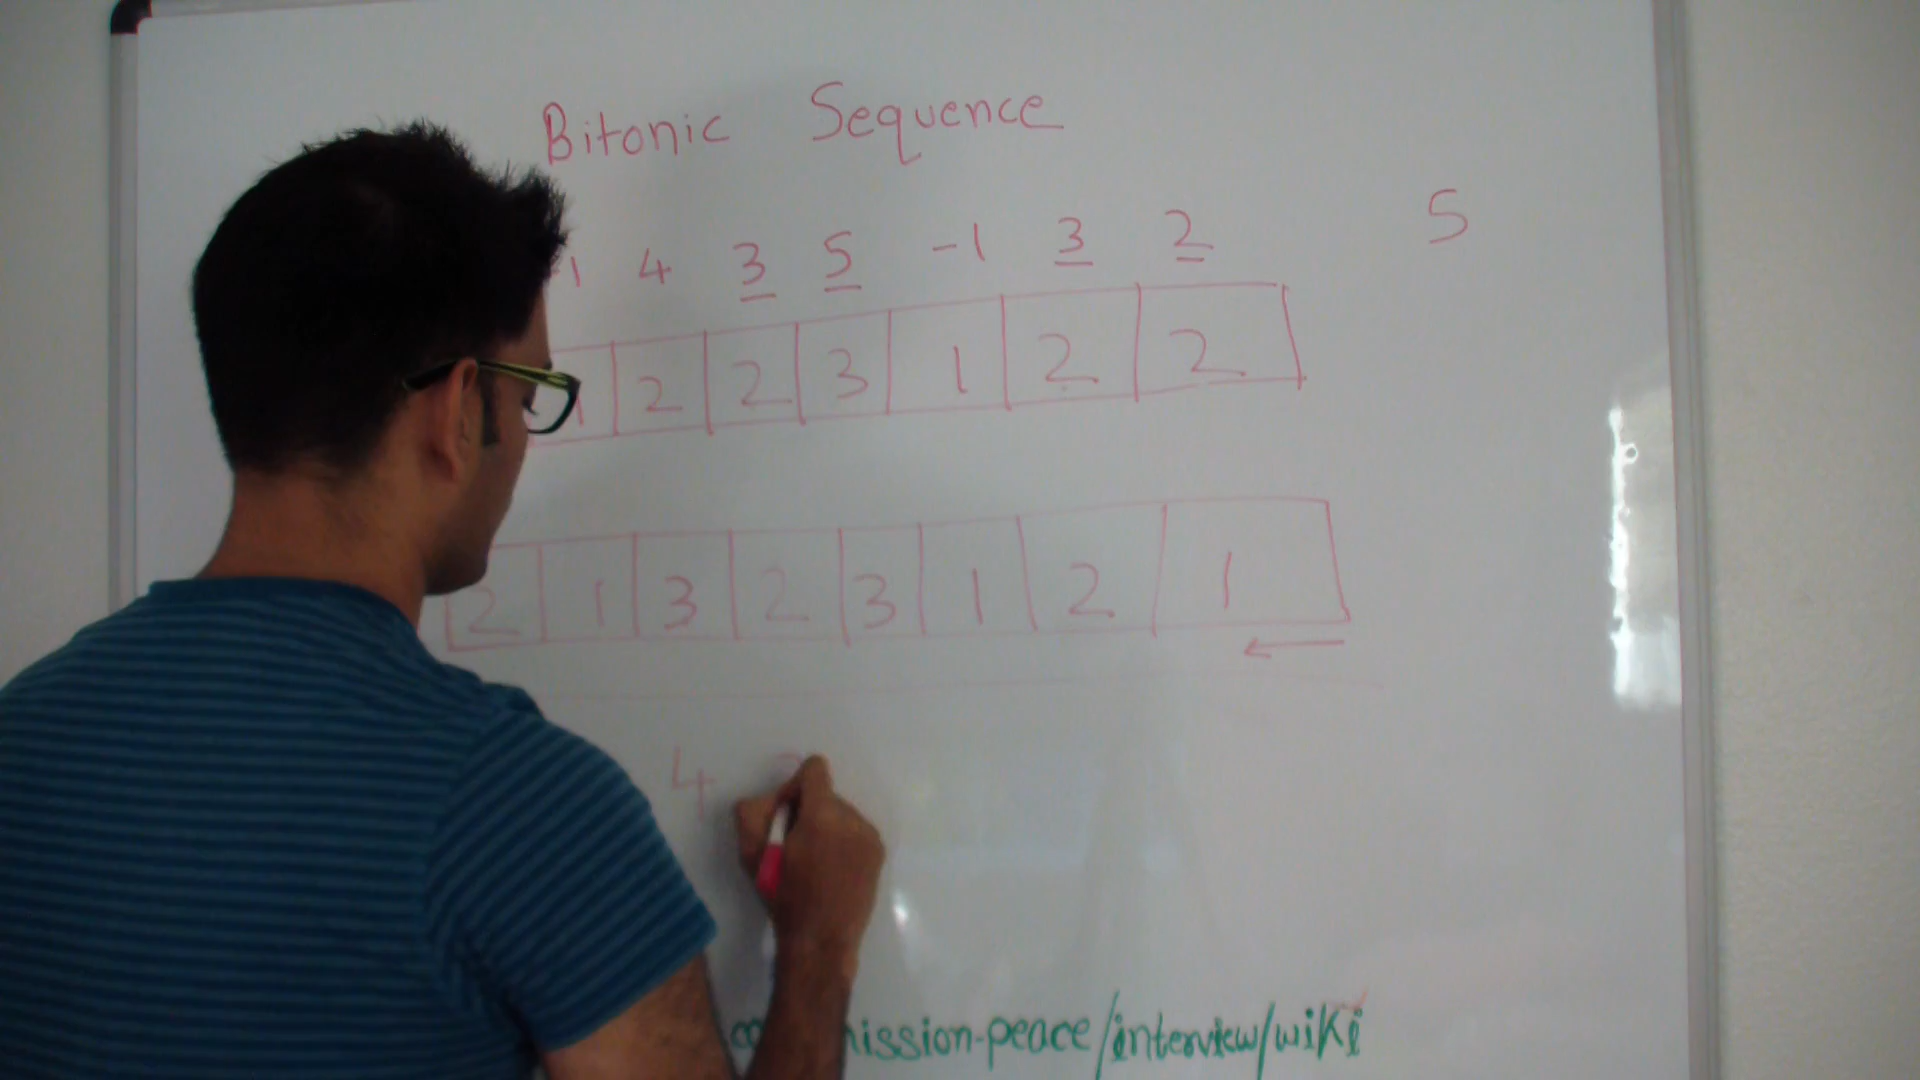 Bitonic Sequence
-1 4 3 5 -1 3 2 5
1 2 2 3 1 2 2
2 1 3 2 3 1 2 1
4
mission-peace/interview/wiki